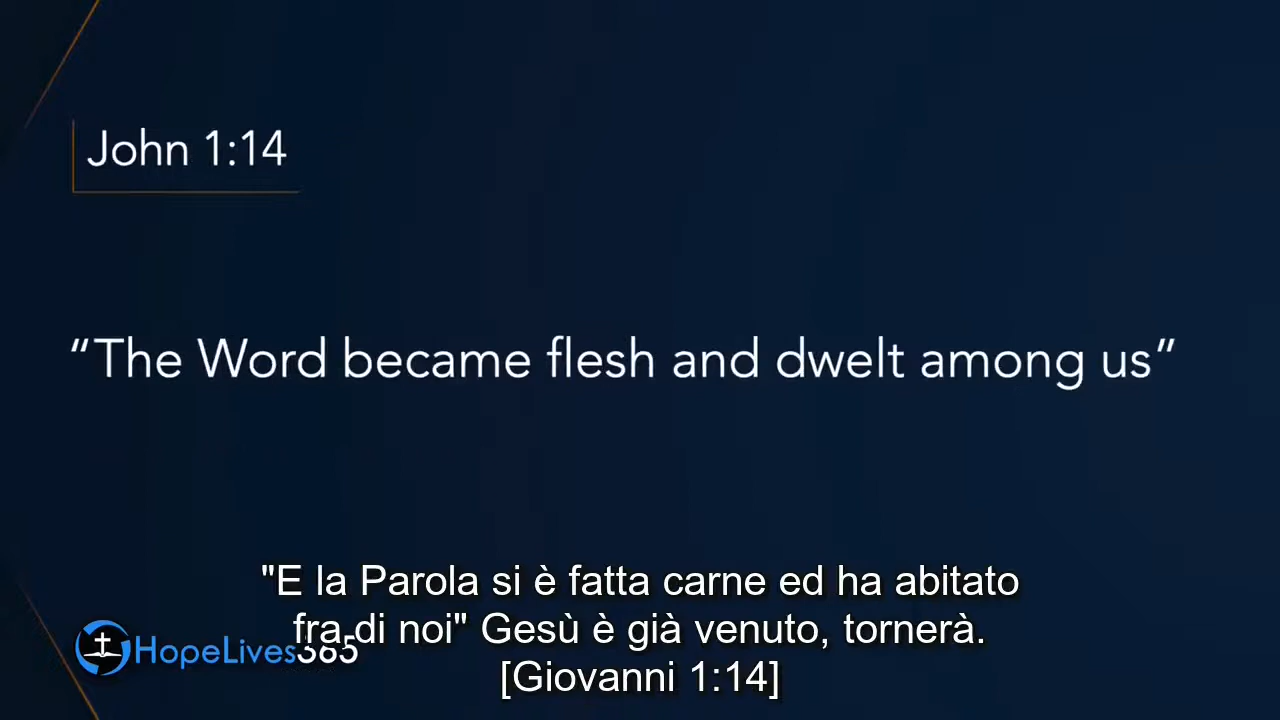 John 1:14
“The Word became flesh and dwelt among us”
"E la Parola si è fatta carne ed ha abitato
fra di noi" Gesù è già venuto, tornerà.
[Giovanni 1:14]
HopeLives365